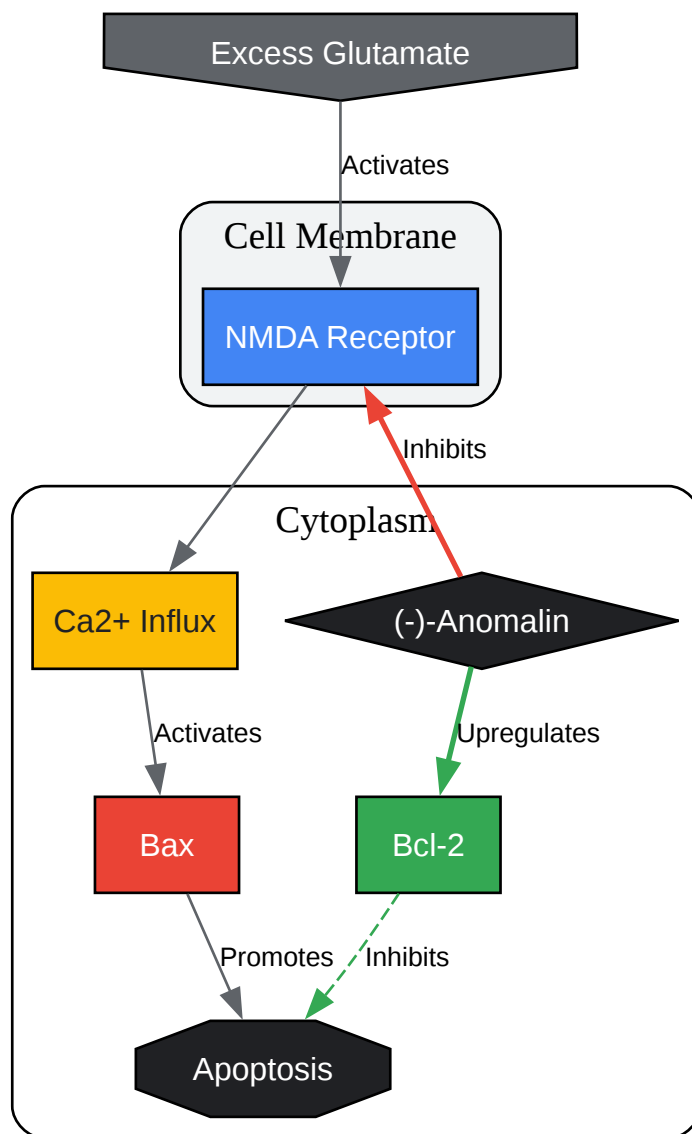 Excess Glutamate
Activates
Cell Membrane
NMDA Receptor
Inhibits
Cytoplasm
Ca2+ Influx
(-)-Anomalin
Activates
Upregulates
Bax
Bcl-2
Promotes
Inhibits
Apoptosis